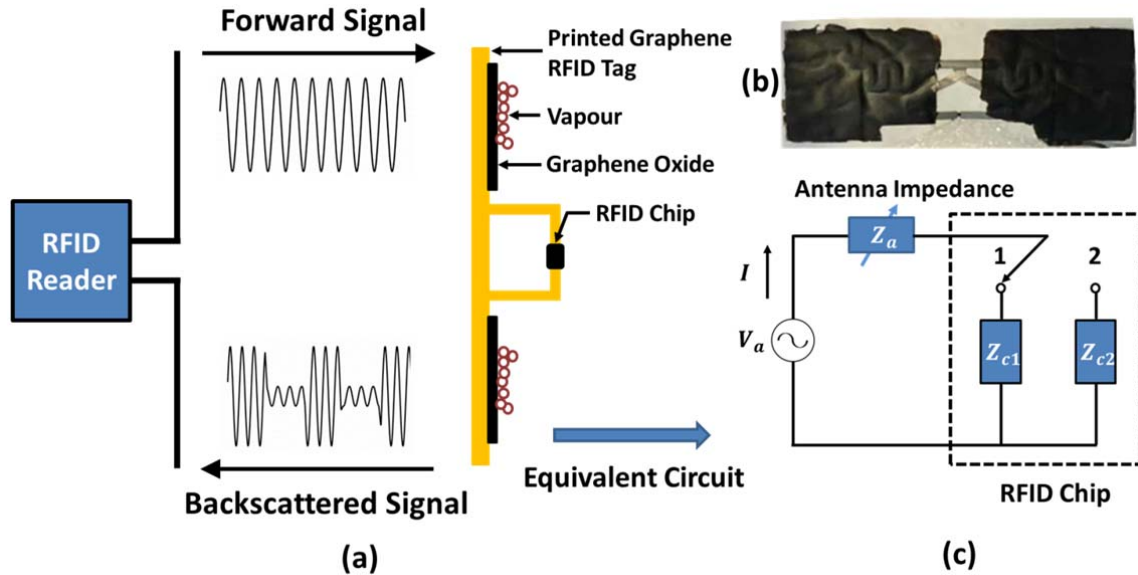 Forward Signal
Printed Graphene
RFID Tag
Vapour
Graphene Oxide
RFID Chip
RFID
Reader
Backscattered Signal
Equivalent Circuit
(a)
(b)
Antenna Impedance
Z_a
I
V_a
1
2
Z_c1
Z_c2
RFID Chip
(c)